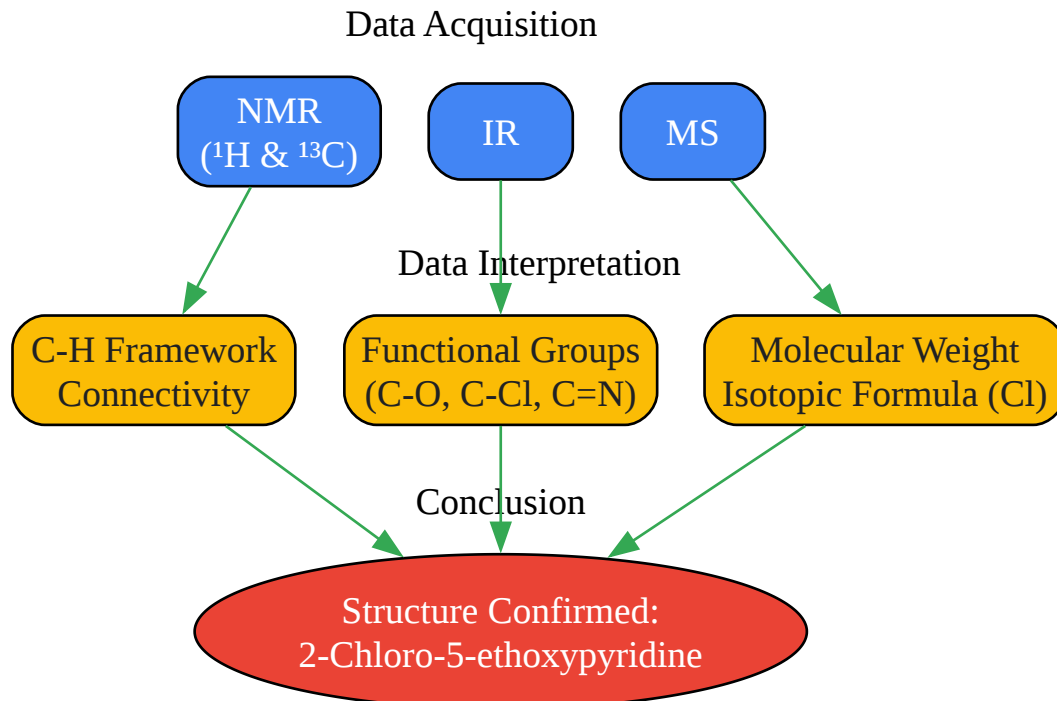 Data Acquisition
NMR
(¹H & ¹³C)
IR
MS
Data Interpretation
C-H Framework
Connectivity
Functional Groups
(C-O, C-Cl, C=N)
Molecular Weight
Isotopic Formula (Cl)
Conclusion
Structure Confirmed:
2-Chloro-5-ethoxypyridine